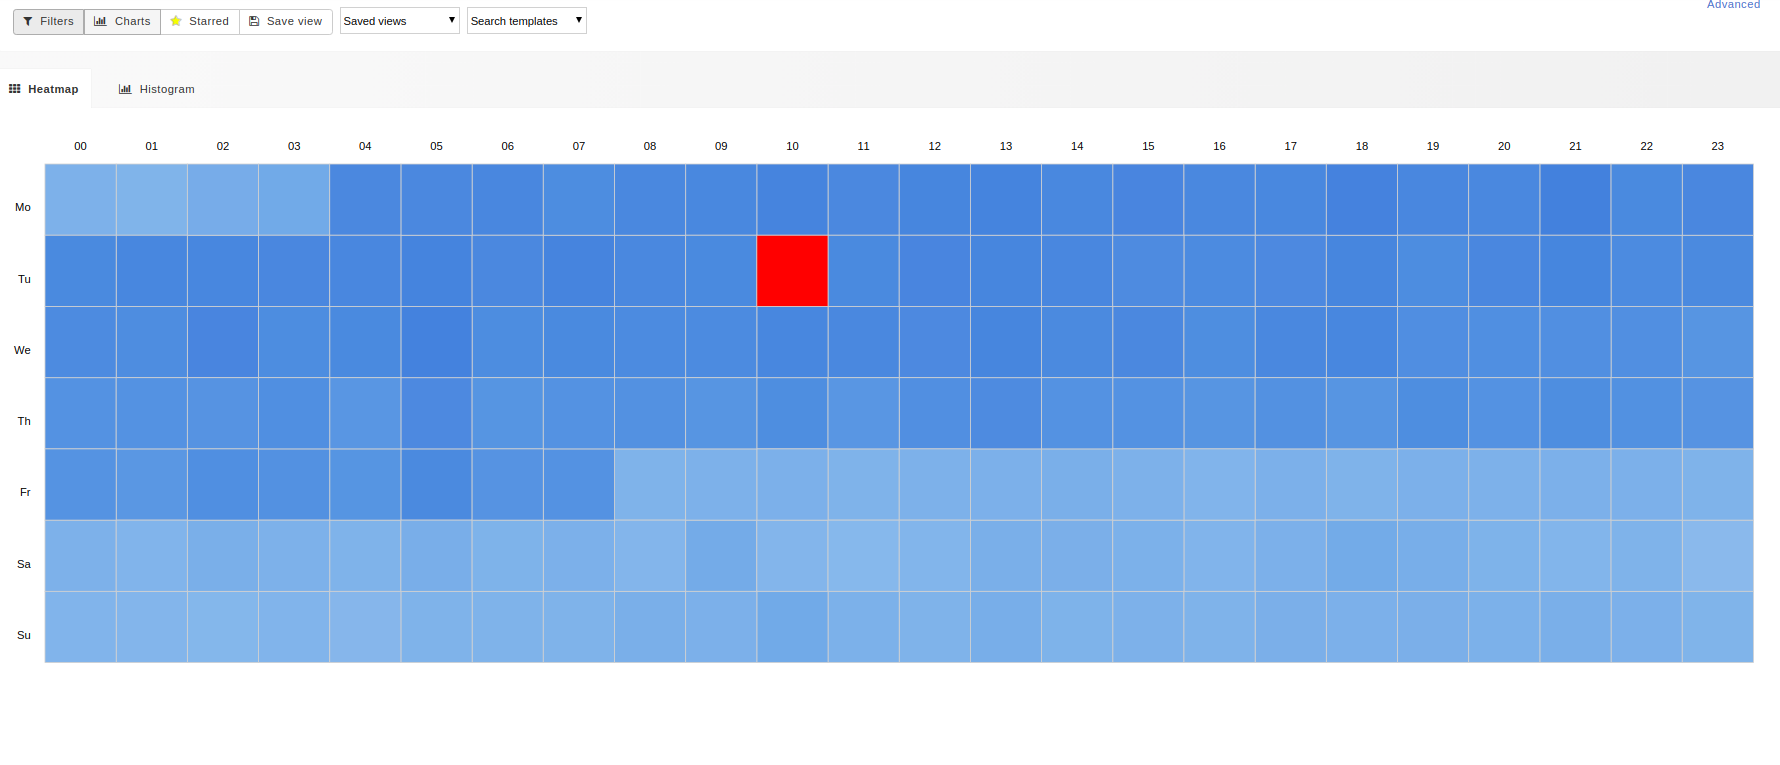 Advanced
Filters Charts Starred Save view Saved views Search templates
Heatmap Histogram
00 01 02 03 04 05 06 07 08 09 10 11 12 13 14 15 16 17 18 19 20 21 22 23
Mo
Tu
We
Th
Fr
Sa
Su